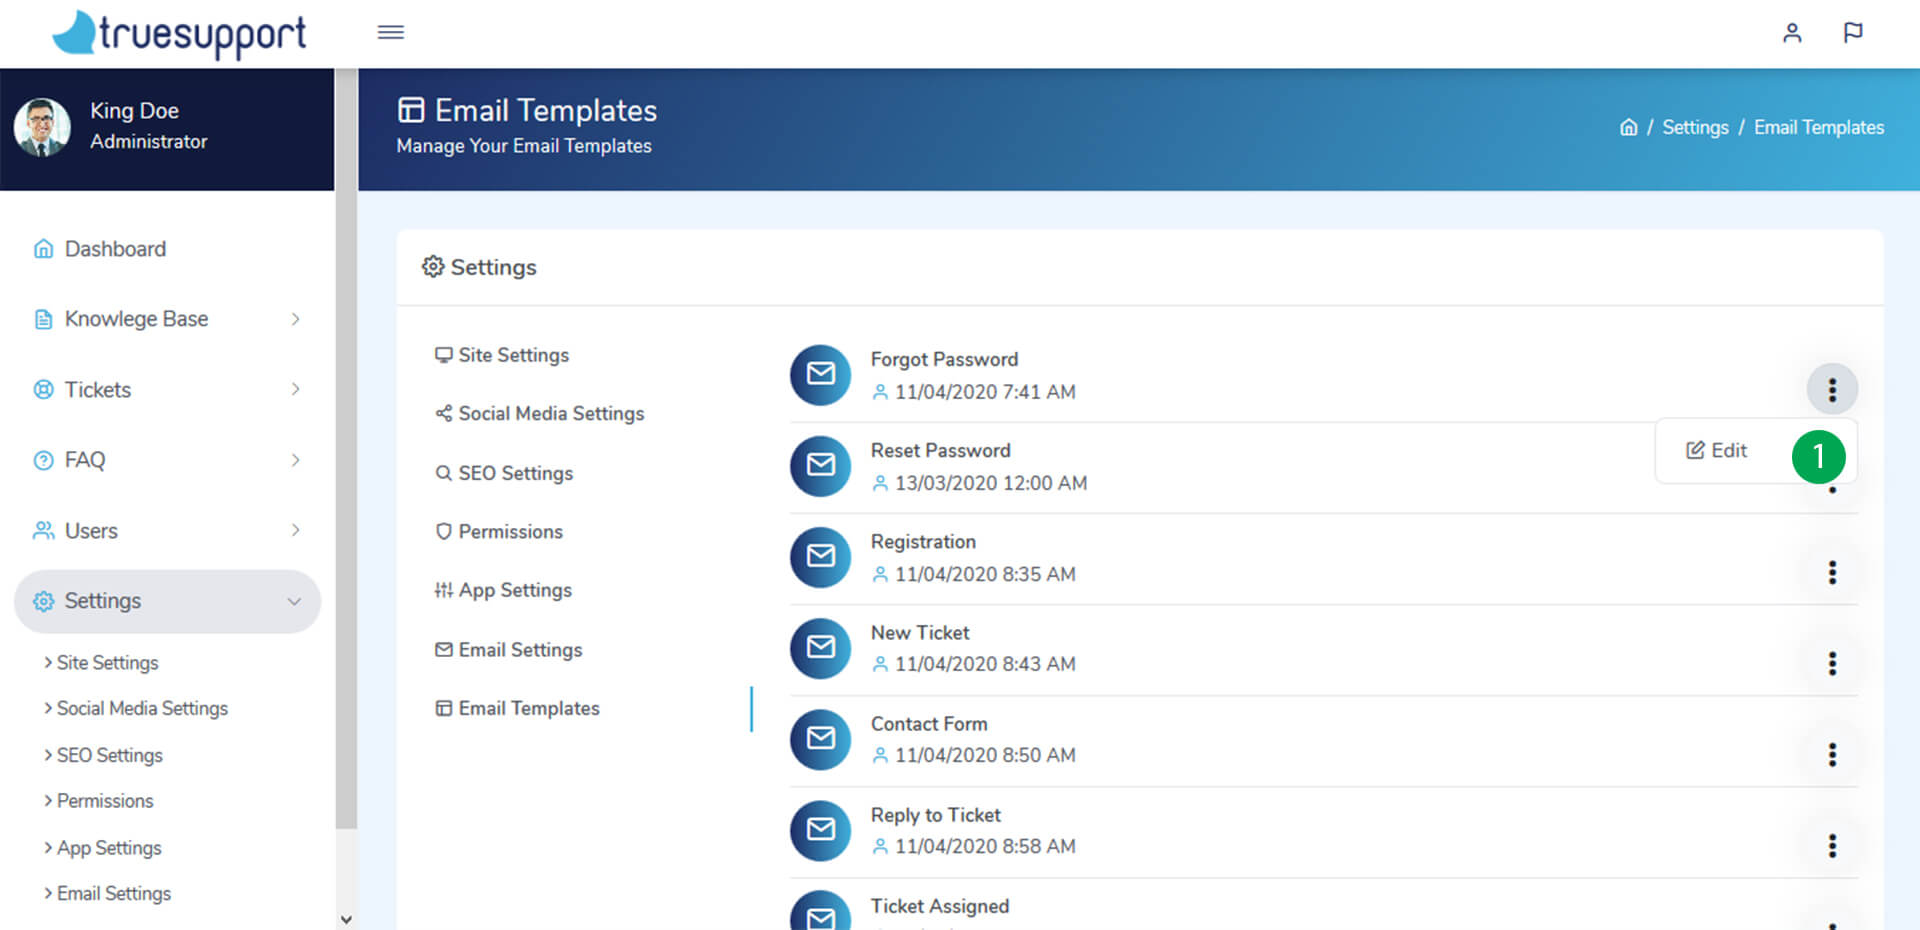 truesupport
King Doe
Administrator
Email Templates
Manage Your Email Templates
/ Settings / Email Templates
Dashboard
Knowlege Base
Tickets
FAQ
Users
Settings
Site Settings
Social Media Settings
SEO Settings
Permissions
App Settings
Email Settings
Settings
Site Settings
Social Media Settings
SEO Settings
Permissions
App Settings
Email Settings
Email Templates
Forgot Password
11/04/2020 7:41 AM
Edit
1
Reset Password
13/03/2020 12:00 AM
Registration
11/04/2020 8:35 AM
New Ticket
11/04/2020 8:43 AM
Contact Form
11/04/2020 8:50 AM
Reply to Ticket
11/04/2020 8:58 AM
Ticket Assigned